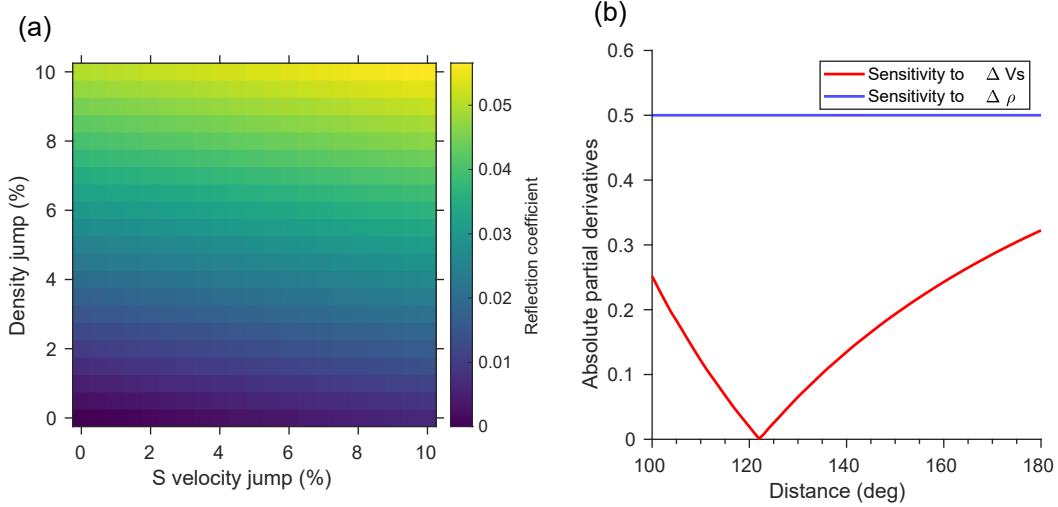 (a)
10
8
6
4
2
0
0 2 4 6 8 10
S velocity jump (%)
Density jump (%)
0.05
0.04
0.03
0.02
0.01
0
Reflection coefficient
(b)
0.6
0.5
0.4
0.3
0.2
0.1
0
100 120 140 160 180
Distance (deg)
Absolute partial derivatives
Sensitivity to Δ Vs
Sensitivity to Δ ρ